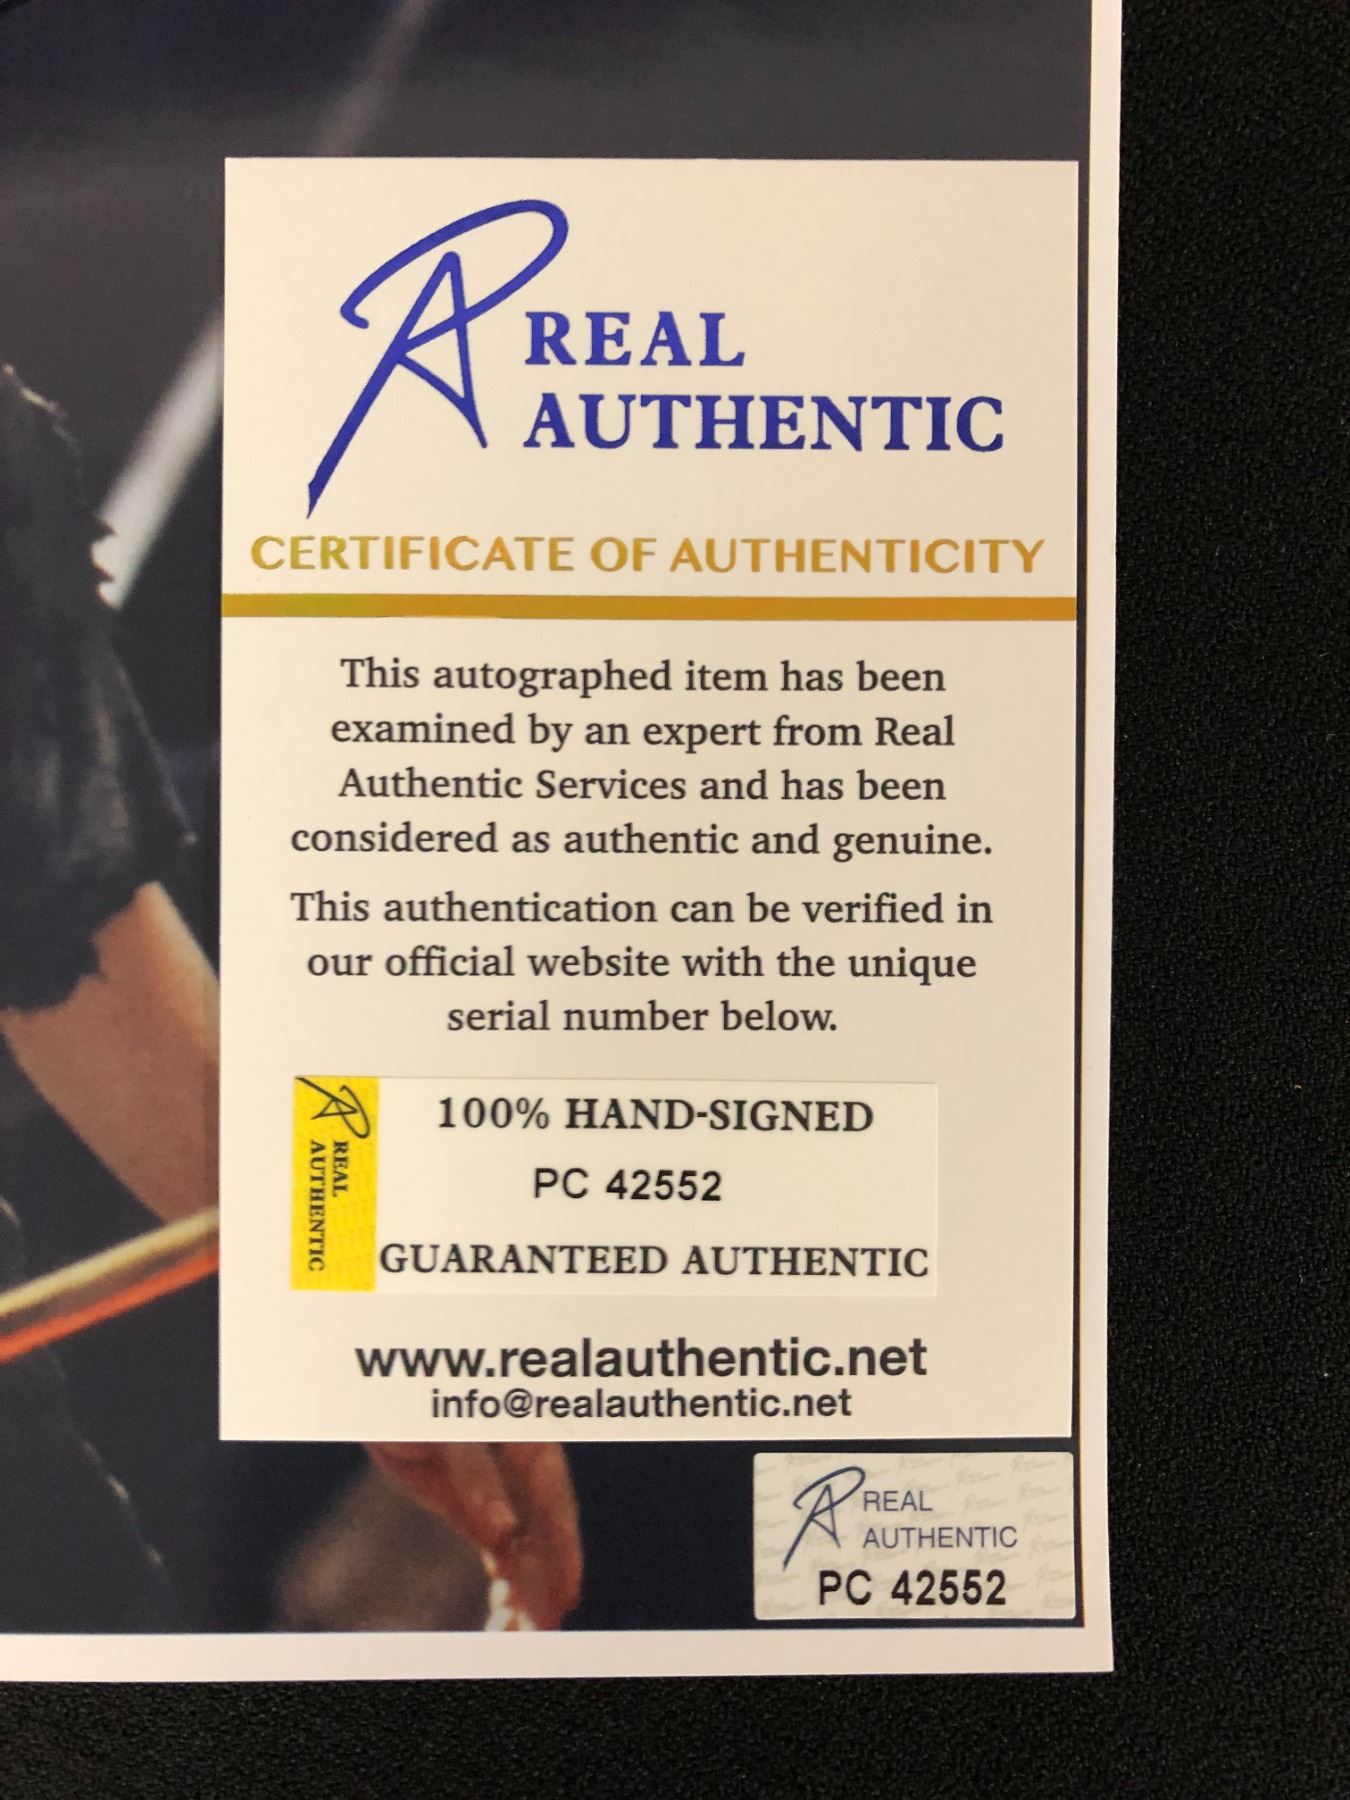 REAL
AUTHENTIC
CERTIFICATE OF AUTHENTICITY
This autographed item has been
examined by an expert from Real
Authentic Services and has been
considered as authentic and genuine.
This authentication can be verified in
our official website with the unique
serial number below.
REAL
AUTHENTIC
100% HAND-SIGNED
PC 42552
GUARANTEED AUTHENTIC
www.realauthentic.net
info@realauthentic.net
REAL
AUTHENTIC
PC 42552